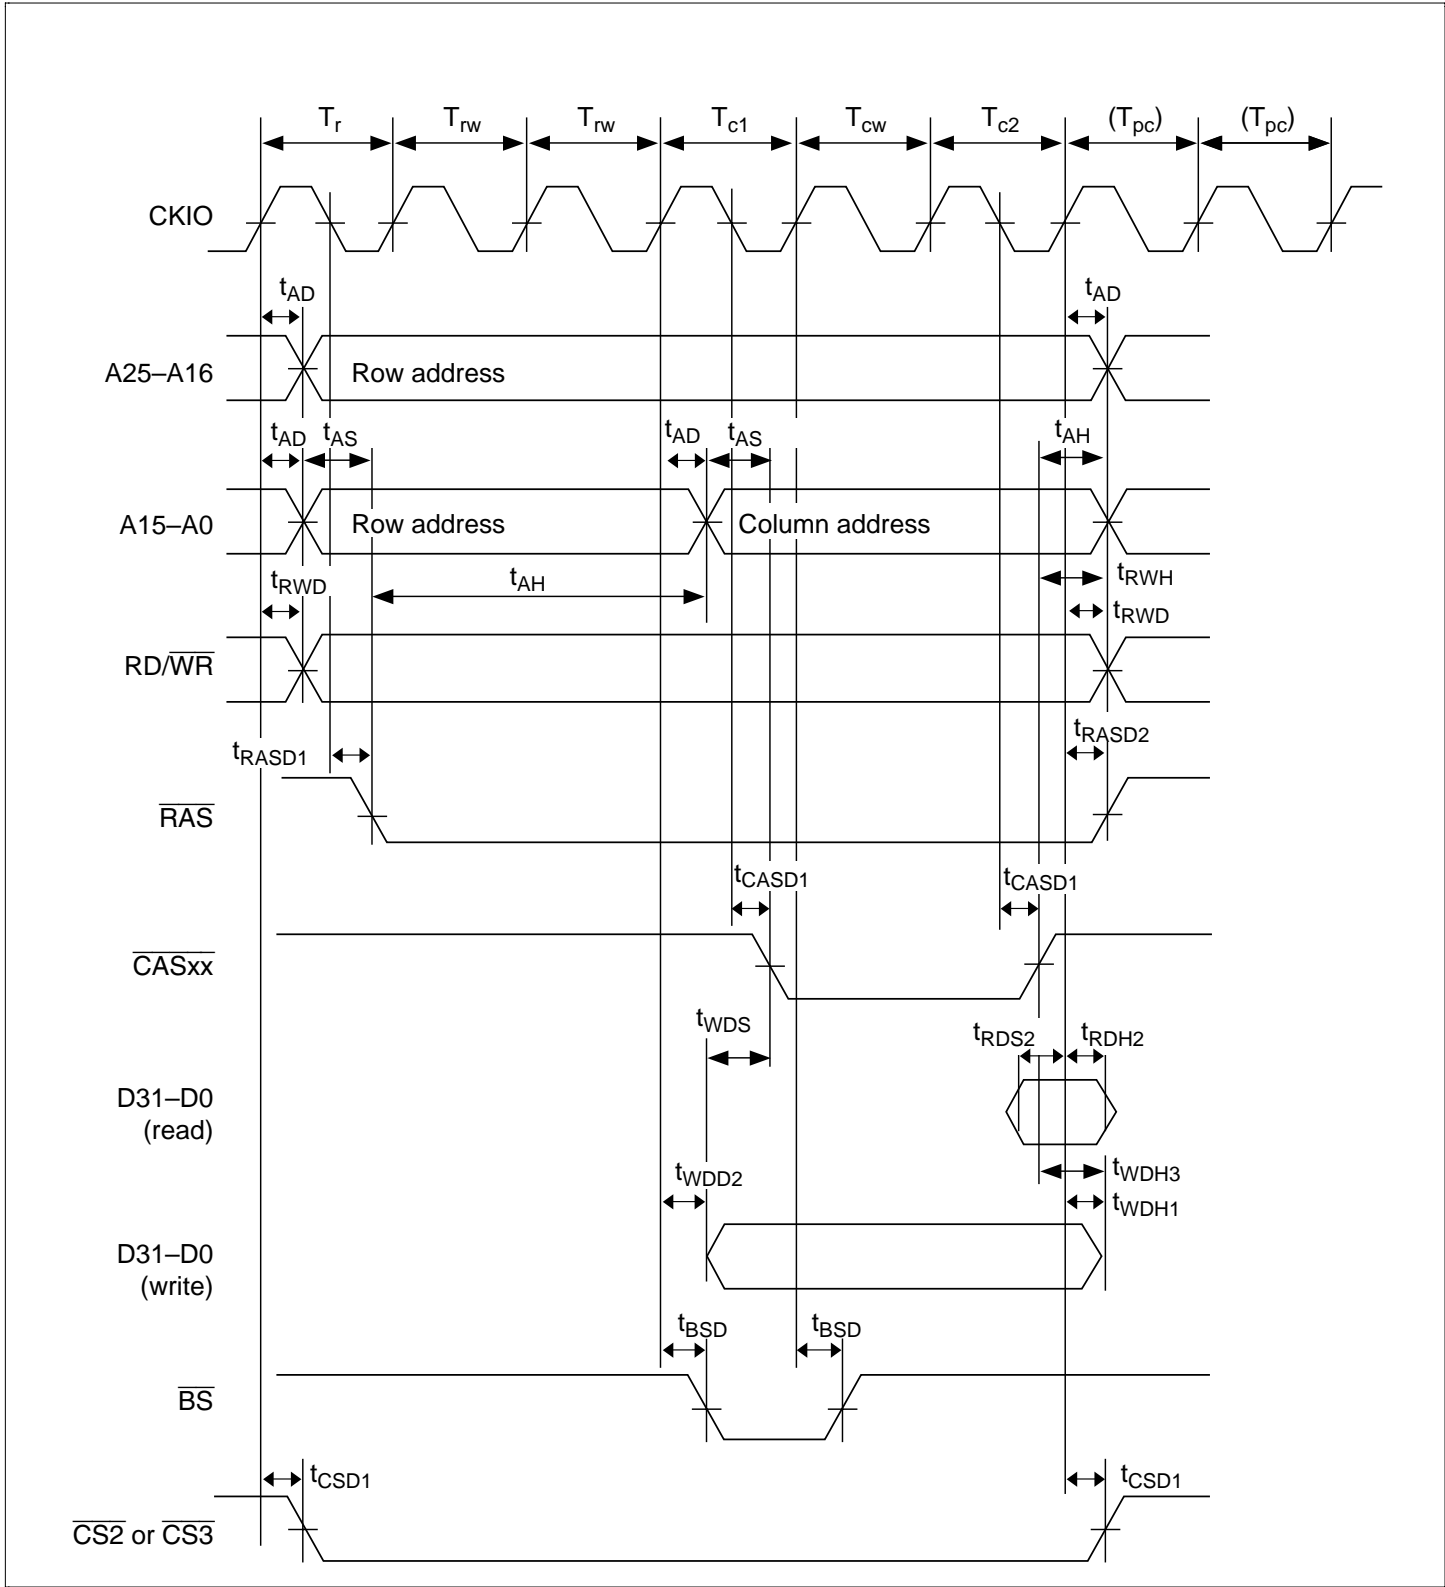 Tr Trw Trw Tc1 Tcw Tc2 (Tpc) (Tpc)
CKIO
tAD tAD
A25–A16 Row address
tAD tAS tAD tAS tAH
A15–A0 Row address Column address
tRWD tAH tRWH
tRWD
RD/WR
tRASD1 tRASD2
RAS
tCASD1 tCASD1
CASxx
tWDS tRDS2 tRDH2
D31–D0
(read)
tWDD2 tWDH3
tWDH1
D31–D0
(write)
tBSD tBSD
BS
tCSD1 tCSD1
CS2 or CS3